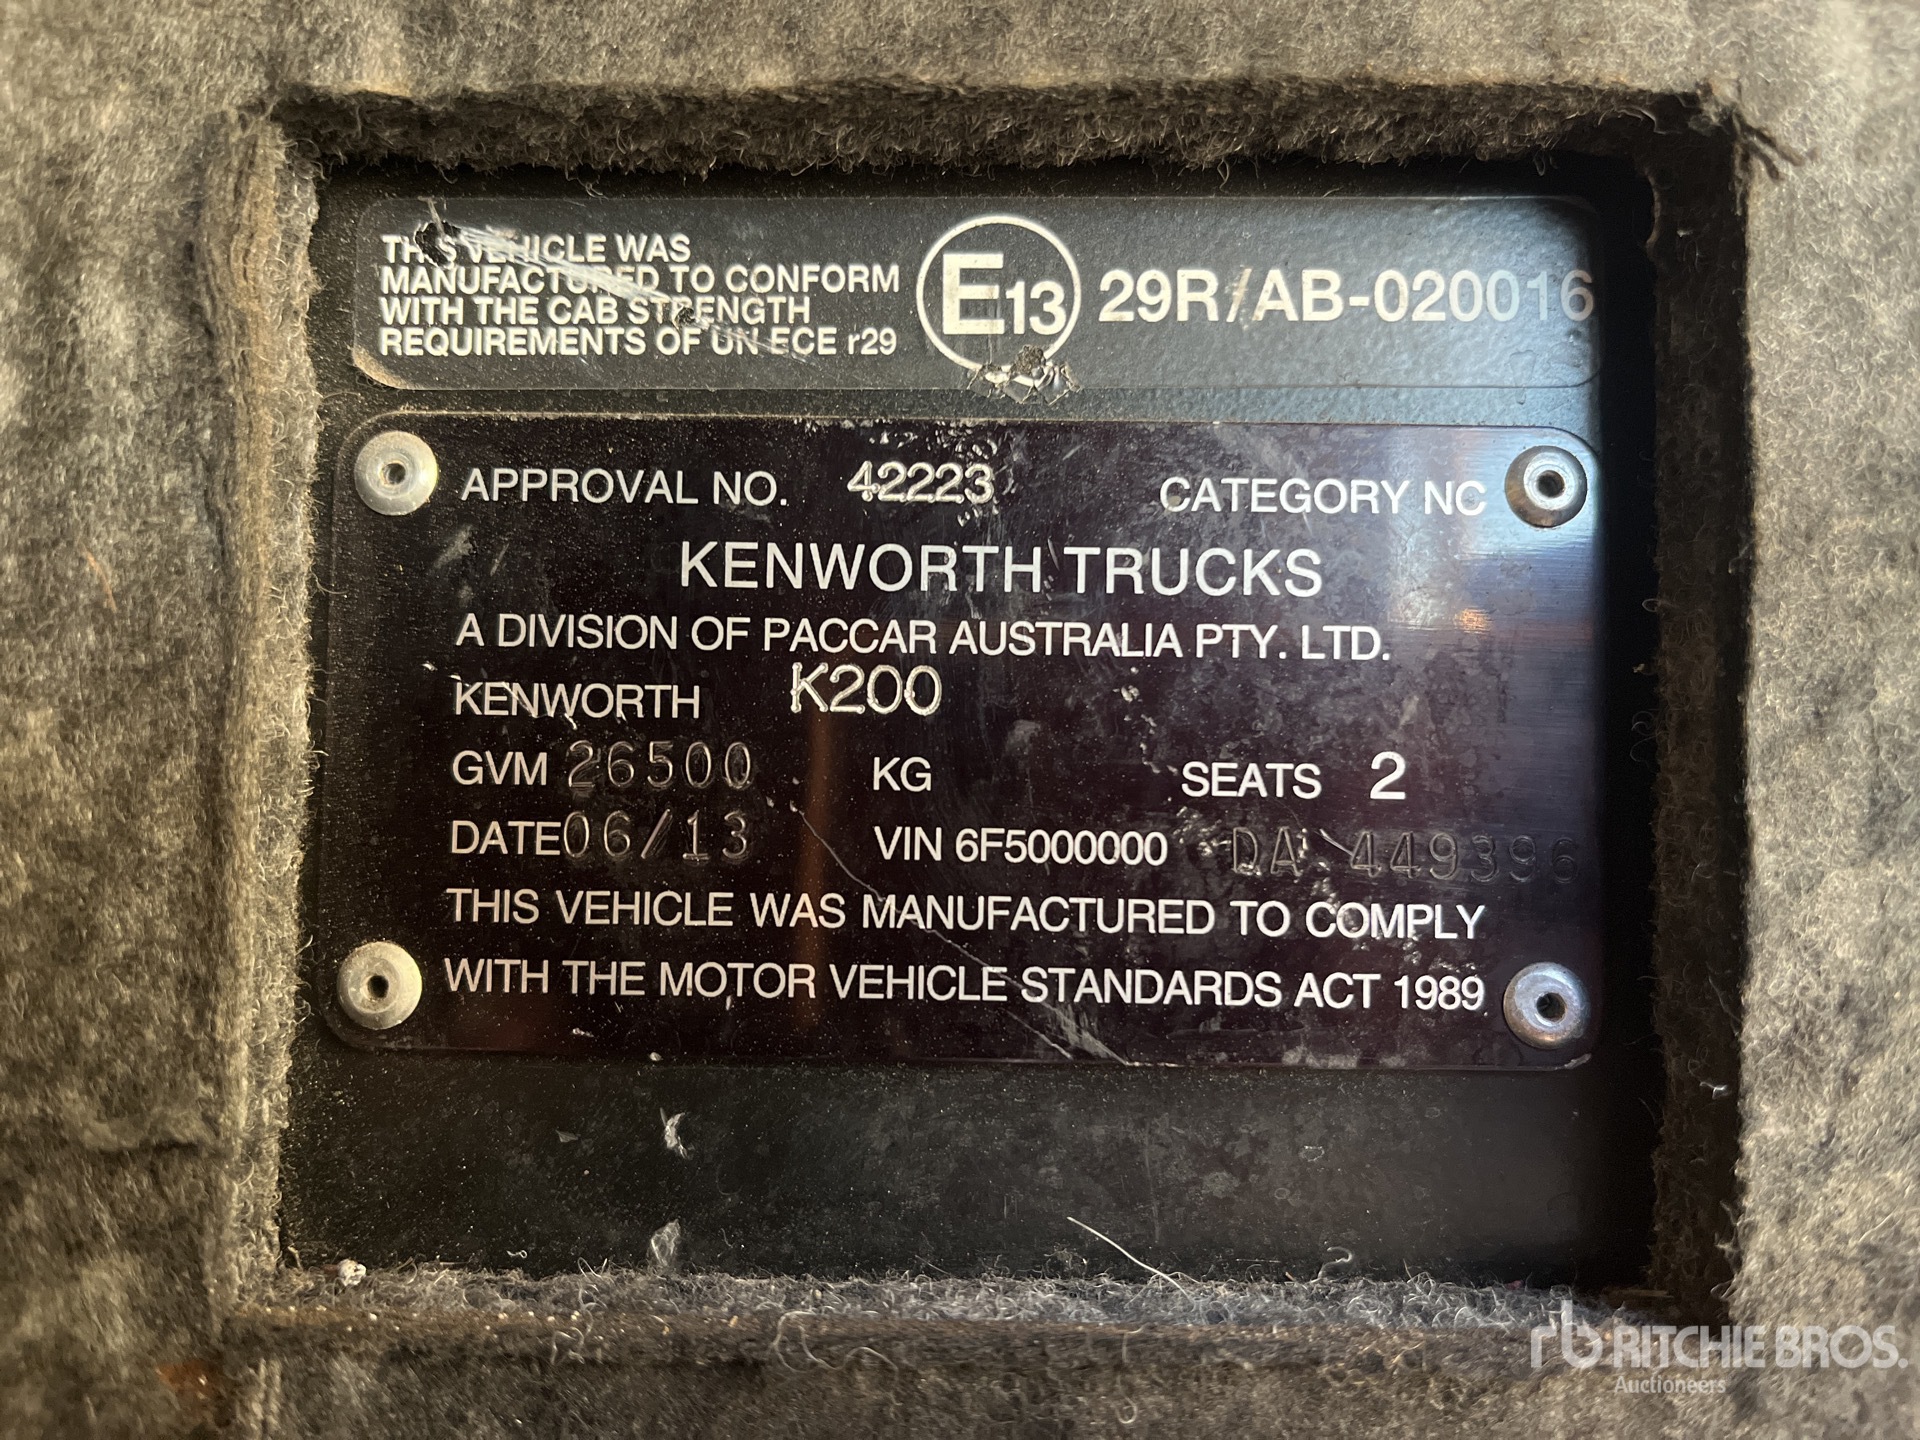 THIS VEHICLE WAS
MANUFACTURED TO CONFORM
WITH THE CAB STRENGTH
REQUIREMENTS OF UN ECE r29
E13 29R/AB-020016
APPROVAL NO. 42223 CATEGORY NC
KENWORTH TRUCKS
A DIVISION OF PACCAR AUSTRALIA PTY. LTD.
KENWORTH K200
GVM 26500 KG SEATS 2
DATE 06/13 VIN 6F5000000 DA 449396
THIS VEHICLE WAS MANUFACTURED TO COMPLY
WITH THE MOTOR VEHICLE STANDARDS ACT 1989
rb RITCHIE BROS.
Auctioneers